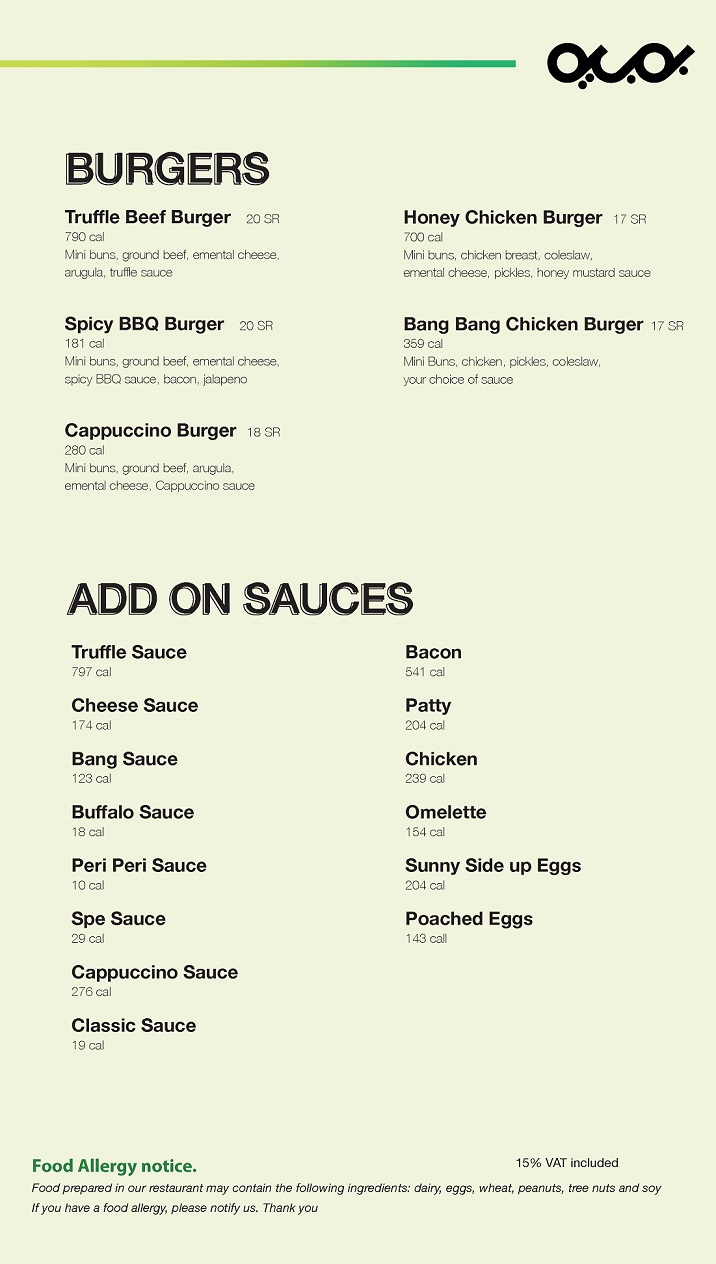 BURGERS
Truffle Beef Burger 20 SR
790 cal
Mini buns, ground beef, emental cheese,
arugula, truffle sauce
Spicy BBQ Burger 20 SR
181 cal
Mini buns, ground beef, emental cheese,
spicy BBQ sauce, bacon, jalapeno
Cappuccino Burger 18 SR
280 cal
Mini buns, ground beef, arugula,
emental cheese, Cappuccino sauce
Honey Chicken Burger 17 SR
700 cal
Mini buns, chicken breast, coleslaw,
emental cheese, pickles, honey mustard sauce
Bang Bang Chicken Burger 17 SR
359 cal
Mini Buns, chicken, pickles, coleslaw,
your choice of sauce
ADD ON SAUCES
Truffle Sauce
797 cal
Cheese Sauce
174 cal
Bang Sauce
123 cal
Buffalo Sauce
18 cal
Peri Peri Sauce
10 cal
Spe Sauce
29 cal
Cappuccino Sauce
276 cal
Classic Sauce
19 cal
Bacon
541 cal
Patty
204 cal
Chicken
239 cal
Omelette
154 cal
Sunny Side up Eggs
204 cal
Poached Eggs
143 call
Food Allergy notice.
15% VAT included
Food prepared in our restaurant may contain the following ingredients: dairy, eggs, wheat, peanuts, tree nuts and soy
If you have a food allergy, please notify us. Thank you